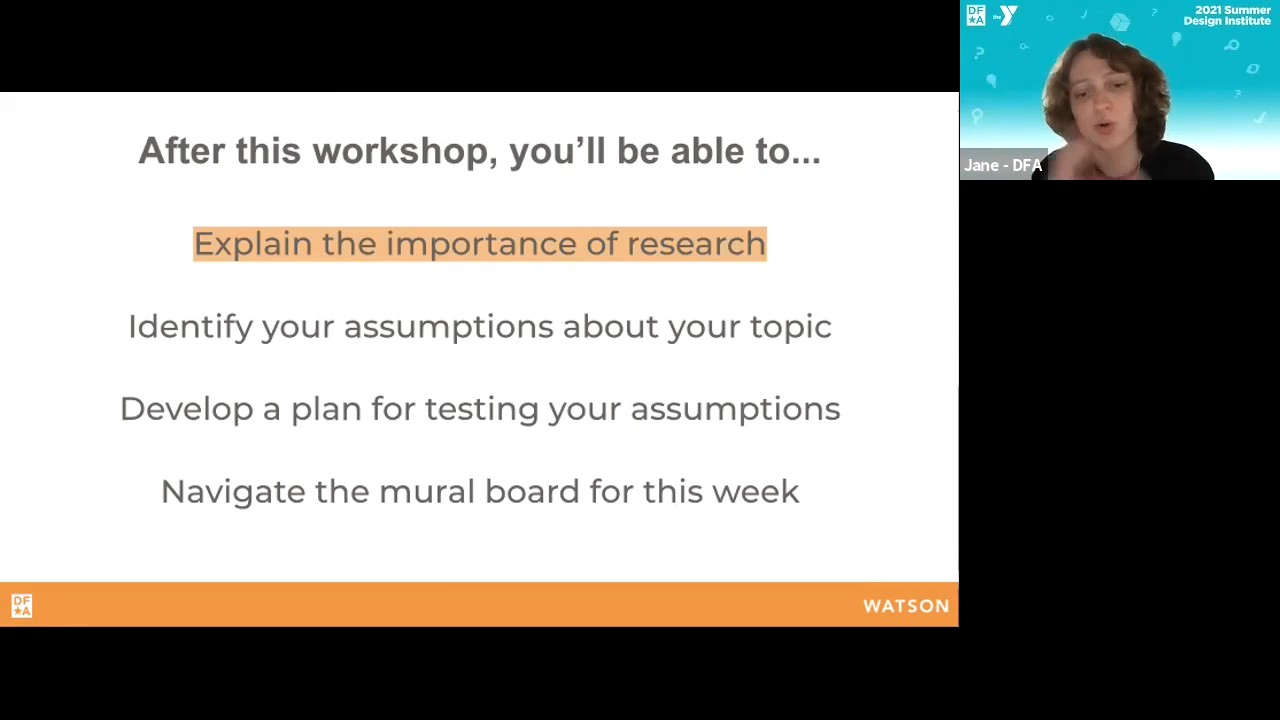 After this workshop, you'll be able to...
Explain the importance of research
Identify your assumptions about your topic
Develop a plan for testing your assumptions
Navigate the mural board for this week
DF
★A
WATSON
DF
★A
the Y
2021 Summer
Design Institute
Jane - DFA